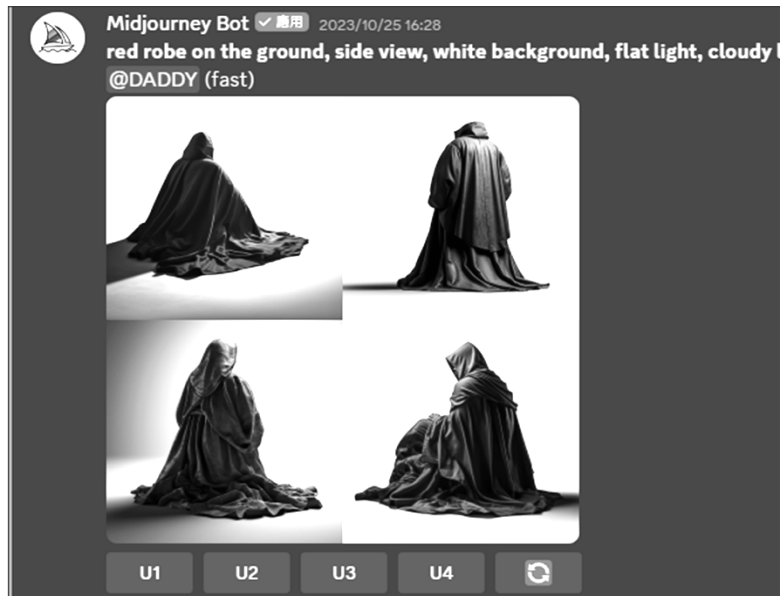 Midjourney Bot ✓ 應用 2023/10/25 16:28
red robe on the ground, side view, white background, flat light, cloudy
@DADDY (fast)
U1 U2 U3 U4